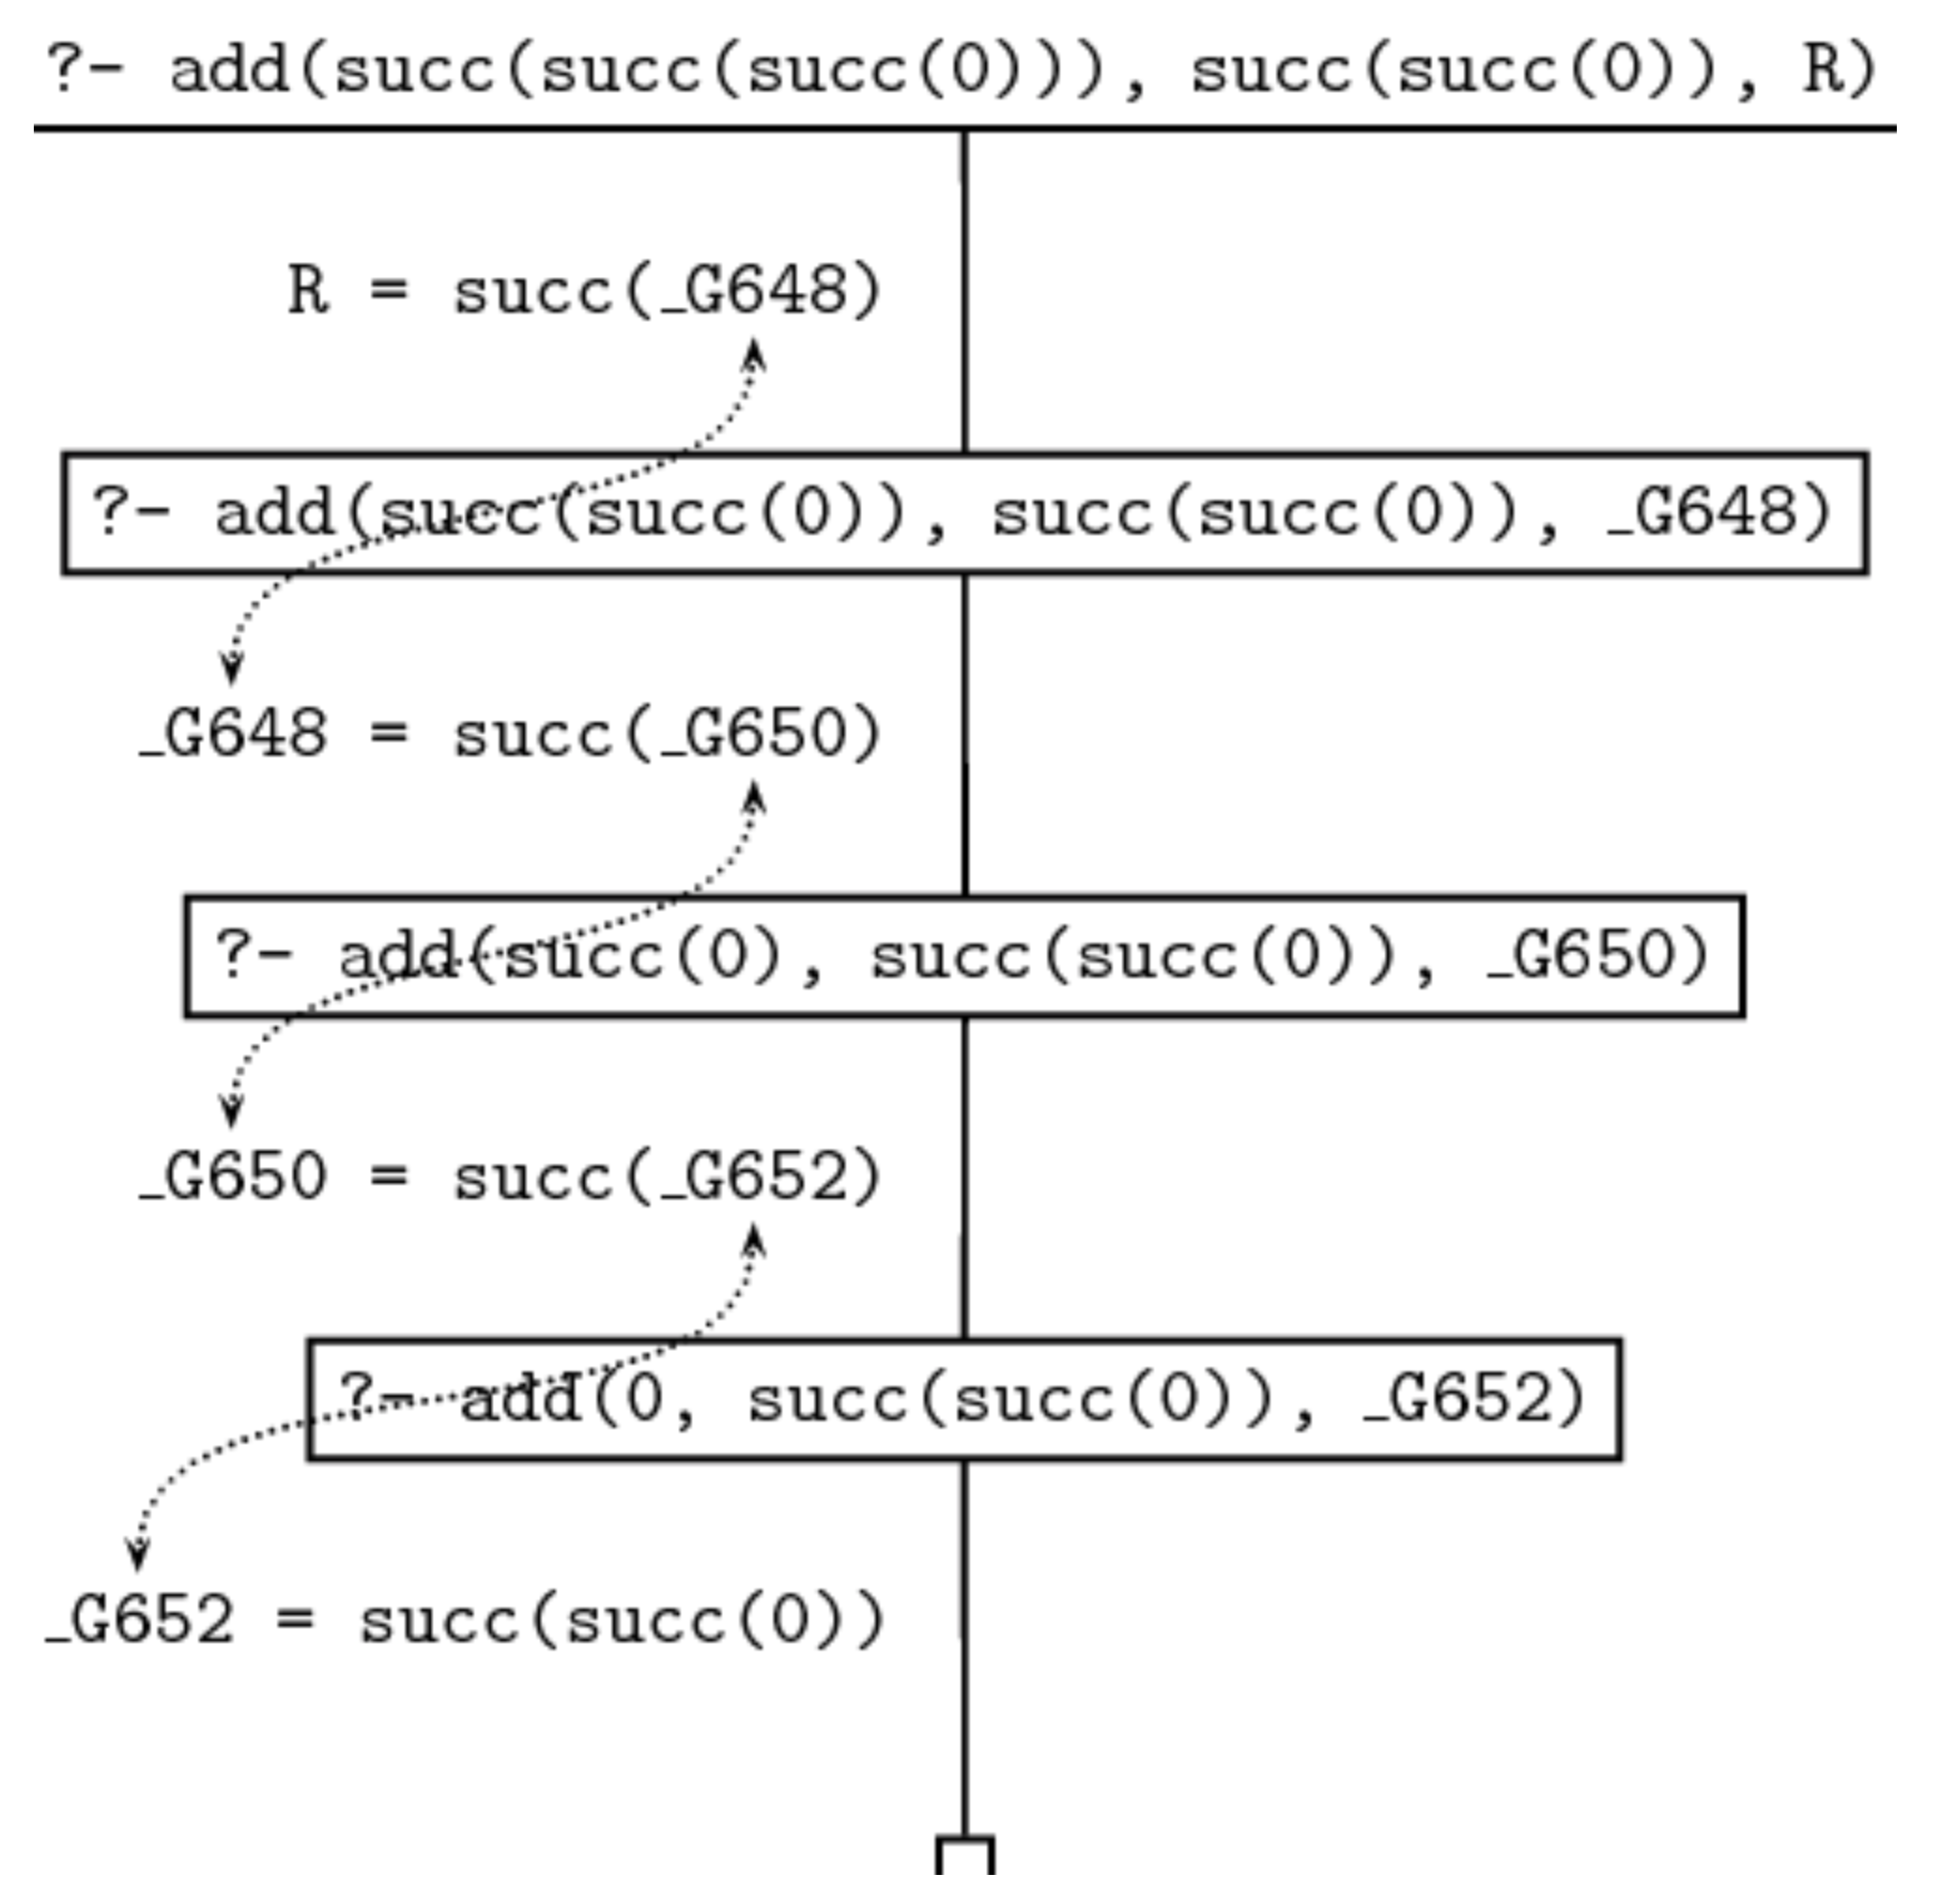 ?- add(succ(succ(succ(0))), succ(succ(0)), R)
R = succ(_G648)
?- add(succ(succ(0)), succ(succ(0)), _G648)
_G648 = succ(_G650)
?- add(succ(0), succ(succ(0)), _G650)
_G650 = succ(_G652)
?- add(0, succ(succ(0)), _G652)
_G652 = succ(succ(0))